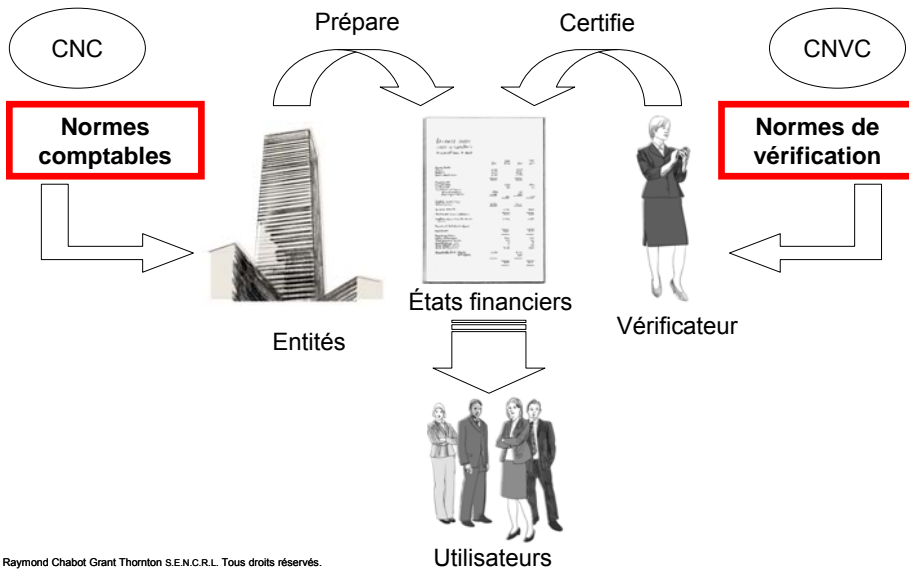 Prépare
Certifie
CNC
CNVC
Normes
comptables
Normes de
vérification
États financiers
Entités
Vérificateur
Utilisateurs
Raymond Chabot Grant Thornton S.E.N.C.R.L. Tous droits réservés.